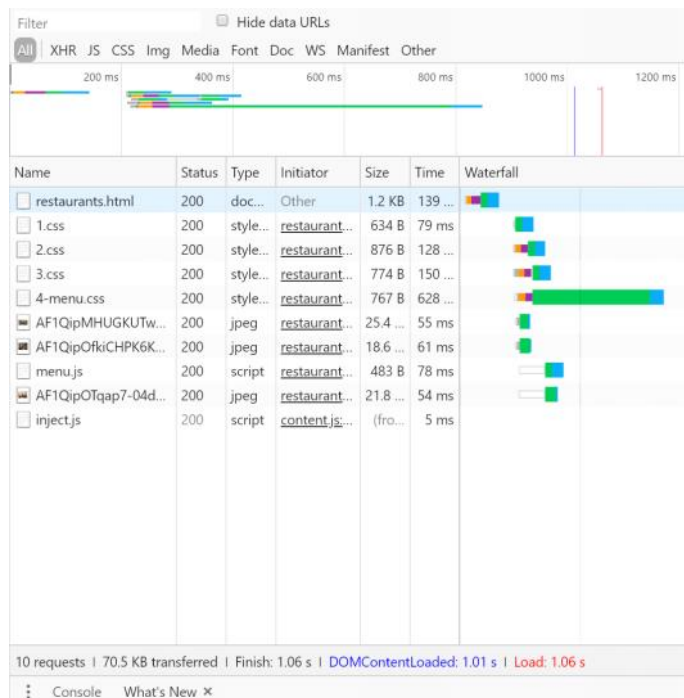 Filter Hide data URLs
All XHR JS CSS Img Media Font Doc WS Manifest Other
200 ms 400 ms 600 ms 800 ms 1000 ms 1200 ms
Name Status Type Initiator Size Time Waterfall
restaurants.html 200 doc... Other 1.2 KB 139 ...
1.css 200 style... restaurant... 634 B 79 ms
2.css 200 style... restaurant... 876 B 128 ...
3.css 200 style... restaurant... 774 B 150 ...
4-menu.css 200 style... restaurant... 767 B 628 ...
AF1QipMHUGKUTw... 200 jpeg restaurant... 25.4 ... 55 ms
AF1QipOfkiCHPK6K... 200 jpeg restaurant... 18.6 ... 61 ms
menu.js 200 script restaurant... 483 B 78 ms
AF1QipOTqap7-04d... 200 jpeg restaurant... 21.8 ... 54 ms
inject.js 200 script content.js:... (fro... 5 ms
10 requests | 70.5 KB transferred | Finish: 1.06 s | DOMContentLoaded: 1.01 s | Load: 1.06 s
Console What's New ×